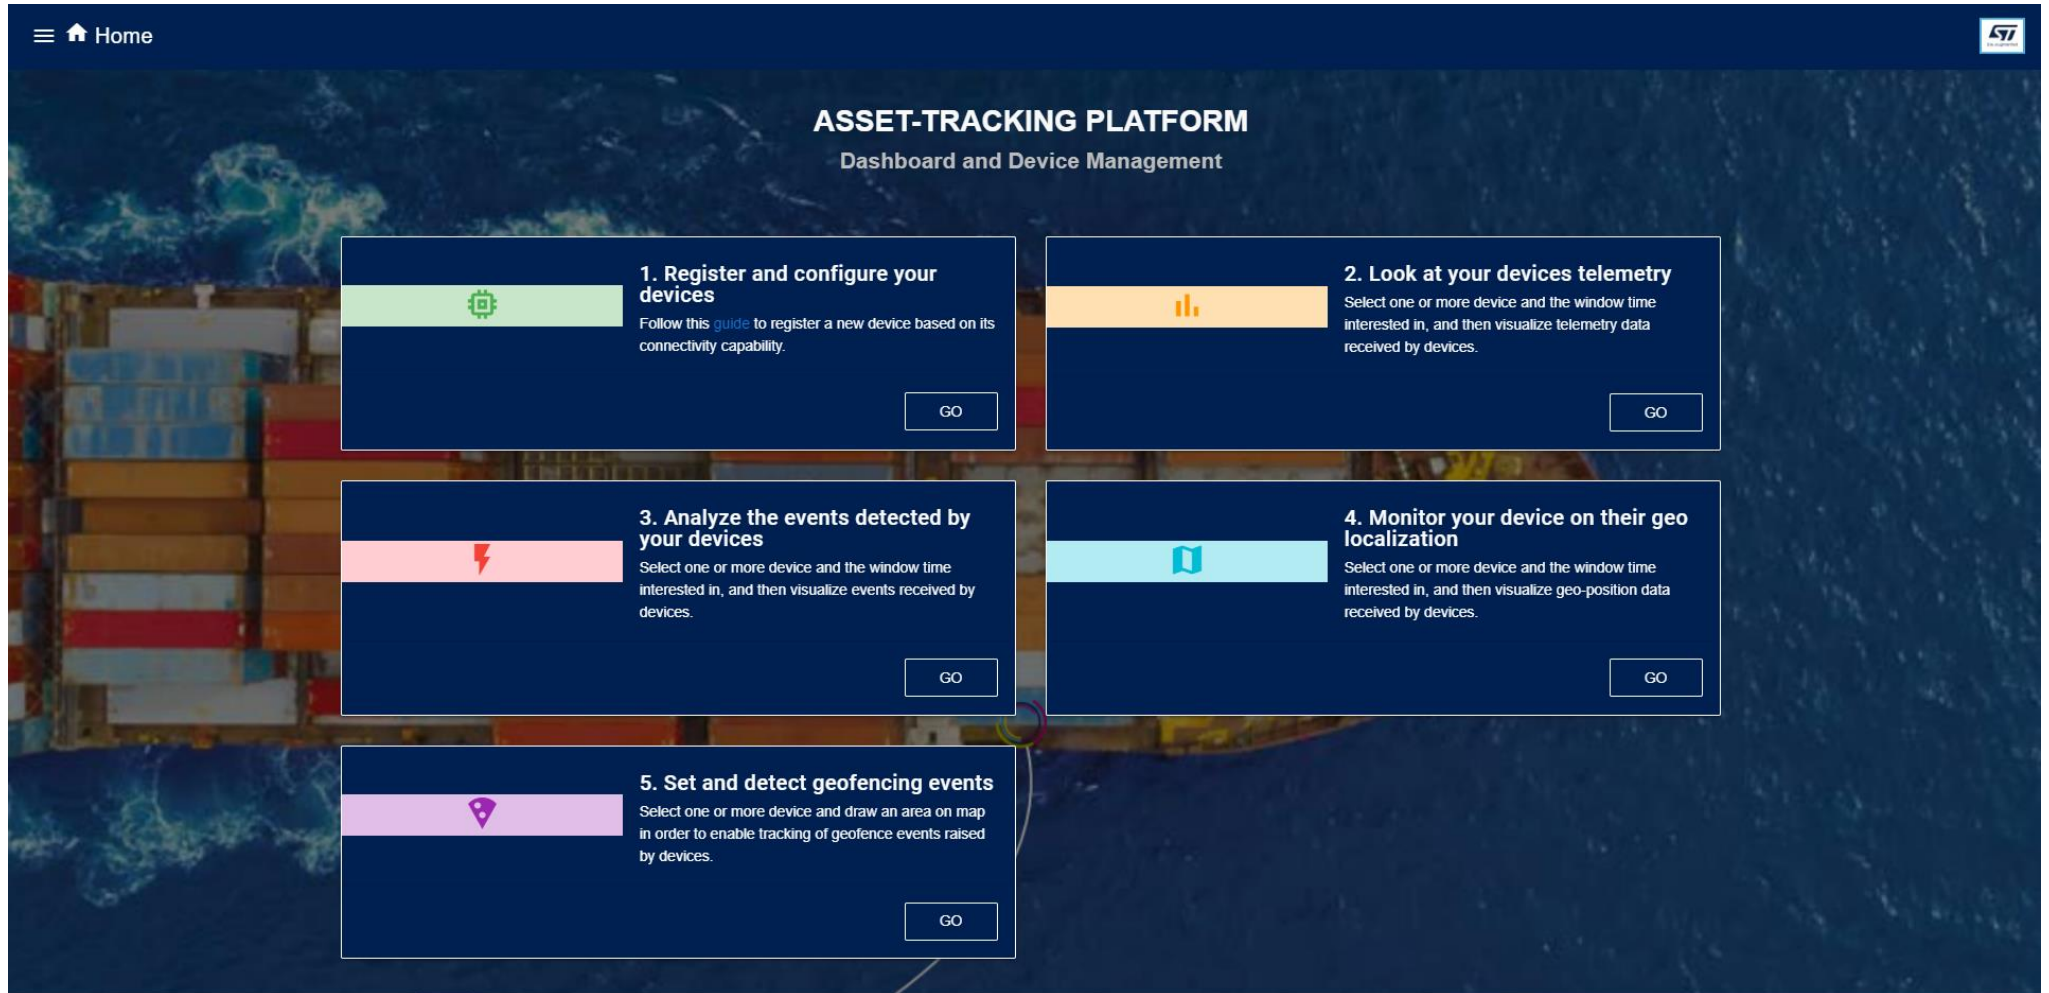 Home
ASSET-TRACKING PLATFORM
Dashboard and Device Management
1. Register and configure your
devices
Follow this guide to register a new device based on its
connectivity capability.
GO
2. Look at your devices telemetry
Select one or more device and the window time
interested in, and then visualize telemetry data
received by devices.
GO
3. Analyze the events detected by
your devices
Select one or more device and the window time
interested in, and then visualize events received by
devices.
GO
4. Monitor your device on their geo
localization
Select one or more device and the window time
interested in, and then visualize geo-position data
received by devices.
GO
5. Set and detect geofencing events
Select one or more device and draw an area on map
in order to enable tracking of geofence events raised
by devices.
GO